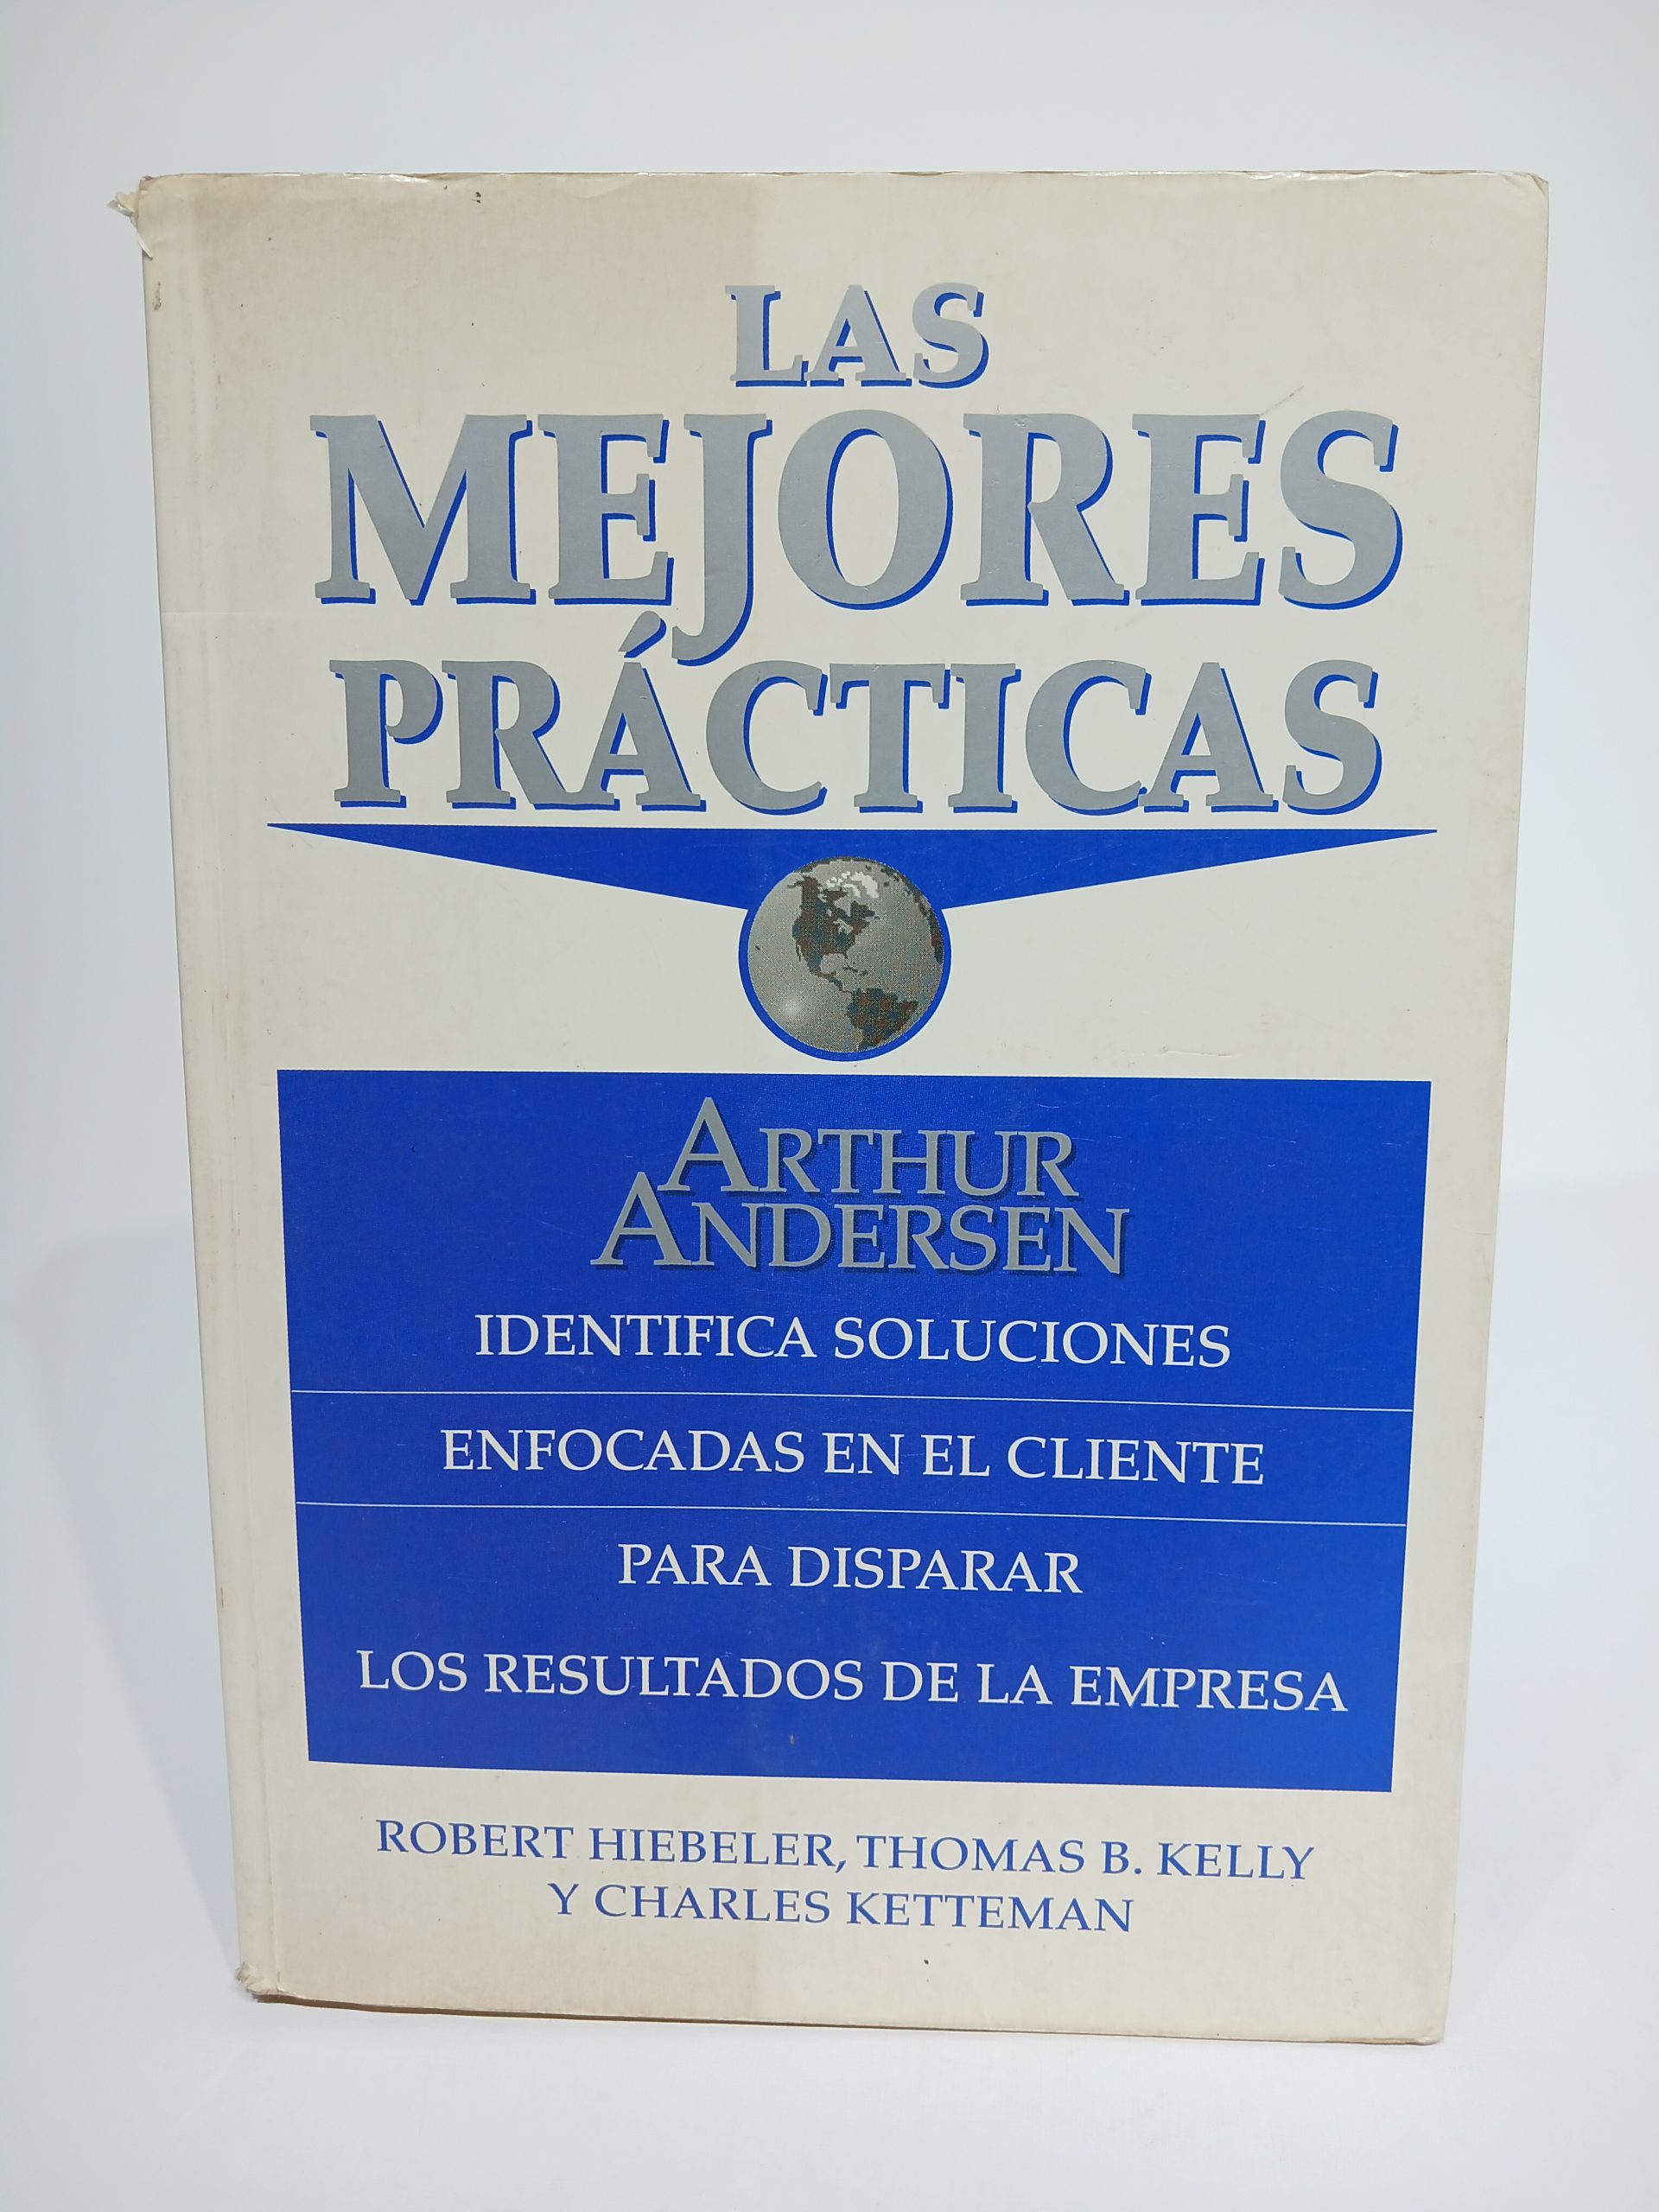 LAS
MEJORES
PRÁCTICAS
ARTHUR
ANDERSEN
IDENTIFICA SOLUCIONES
ENFOCADAS EN EL CLIENTE
PARA DISPARAR
LOS RESULTADOS DE LA EMPRESA
ROBERT HIEBELER, THOMAS B. KELLY
Y CHARLES KETTEMAN